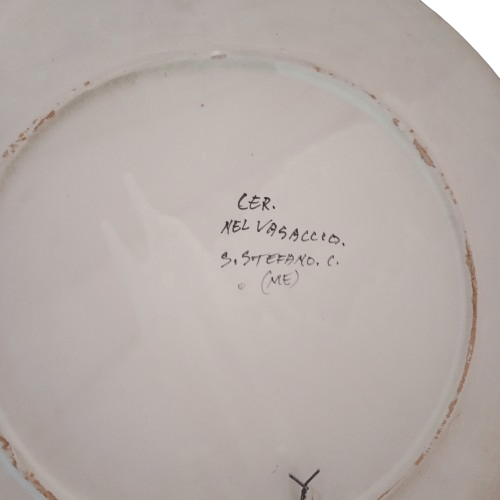 CER.
NEL VASACCIO.
S. STEFANO. C.
(ME)